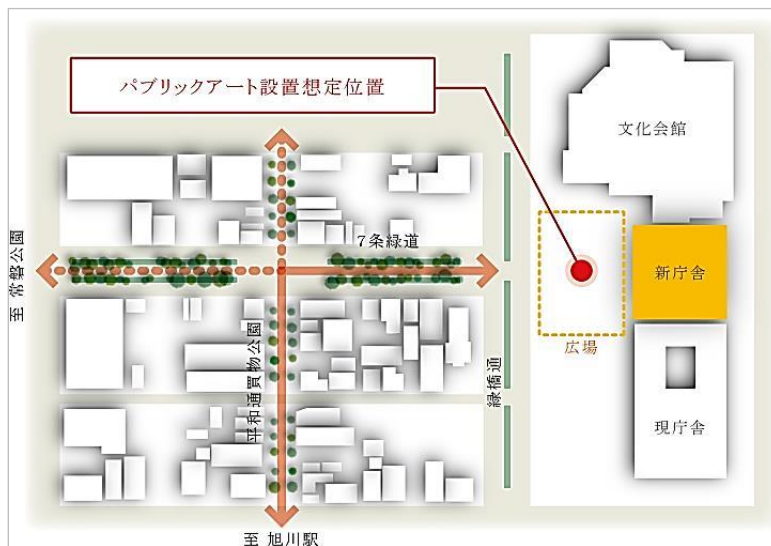 パブリックアート設置想定位置
文化会館
7条緑道
新庁舎
至 常磐公園
平和通買物公園
緑橋通
広場
現庁舎
至 旭川駅